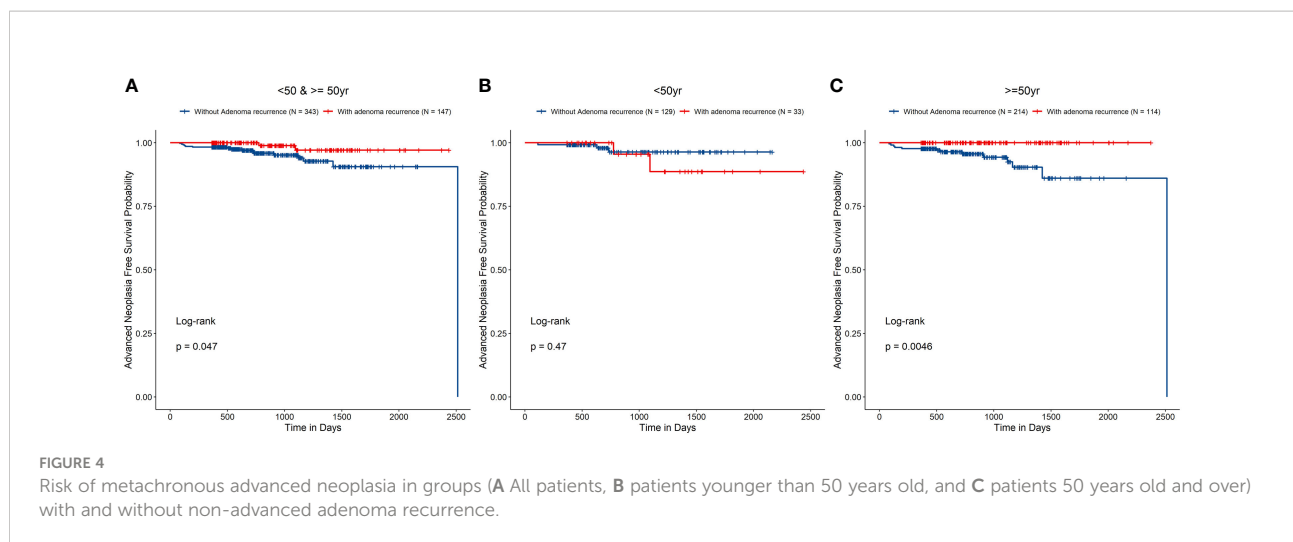 A
<50 & >= 50yr
Without Adenoma recurrence (N = 343) With adenoma recurrence (N = 147)
Advanced Neoplasia Free Survival Probability
1.00
0.75
0.50
0.25
0.00
Log-rank
p = 0.047
0 500 1000 1500 2000 2500
Time in Days
B
<50yr
Without Adenoma recurrence (N = 129) With adenoma recurrence (N = 33)
Advanced Neoplasia Free Survival Probability
1.00
0.75
0.50
0.25
0.00
Log-rank
p = 0.47
0 500 1000 1500 2000 2500
Time in Days
C
>=50yr
Without Adenoma recurrence (N = 214) With adenoma recurrence (N = 114)
Advanced Neoplasia Free Survival Probability
1.00
0.75
0.50
0.25
0.00
Log-rank
p = 0.0046
0 500 1000 1500 2000 2500
Time in Days
FIGURE 4
Risk of metachronous advanced neoplasia in groups (A All patients, B patients younger than 50 years old, and C patients 50 years old and over)
with and without non-advanced adenoma recurrence.